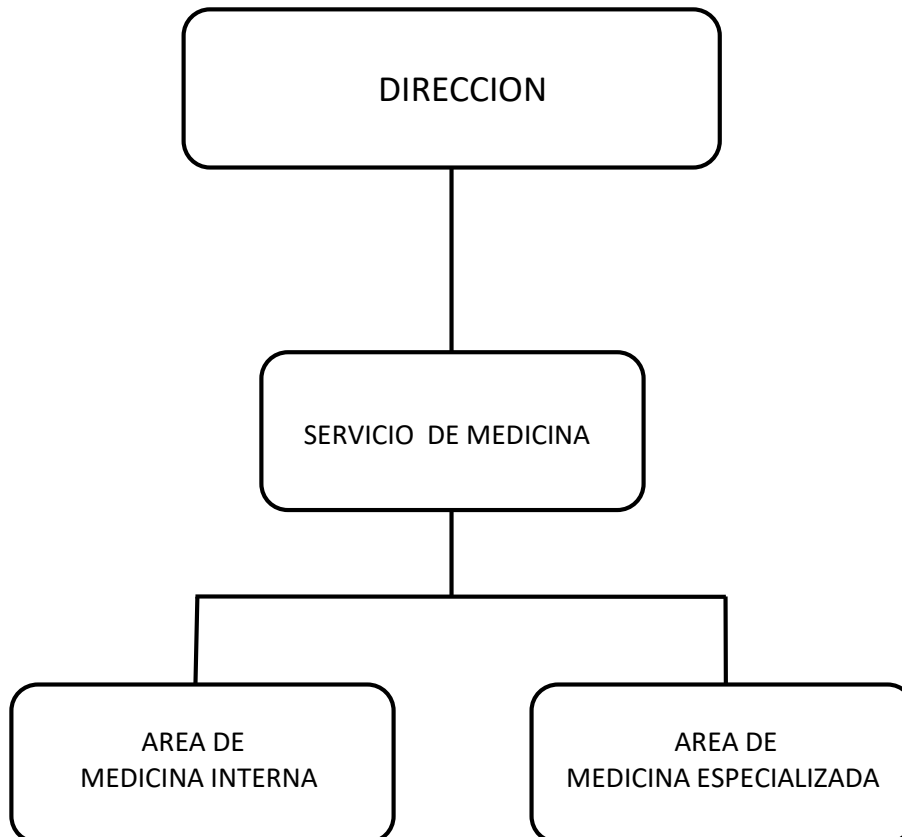 DIRECCION
SERVICIO  DE MEDICINA
AREA DE
MEDICINA INTERNA
AREA DE
MEDICINA ESPECIALIZADA